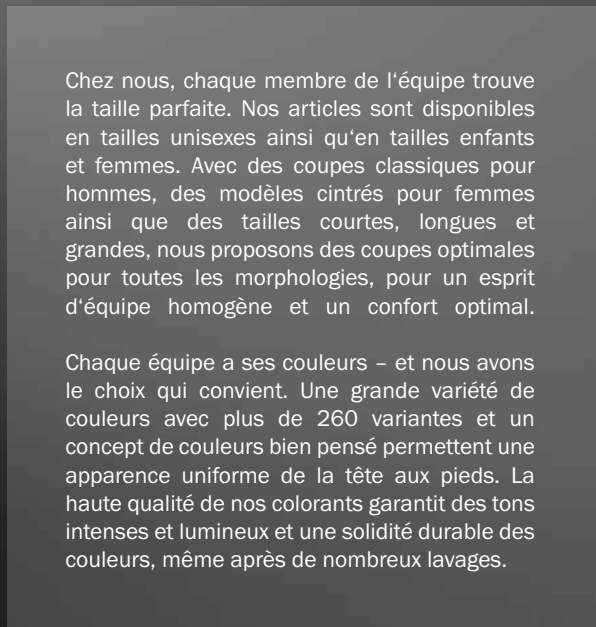 Chez nous, chaque membre de l‘équipe trouve
la taille parfaite. Nos articles sont disponibles
en tailles unisexes ainsi qu‘en tailles enfants
et femmes. Avec des coupes classiques pour
hommes, des modèles cintrés pour femmes
ainsi que des tailles courtes, longues et
grandes, nous proposons des coupes optimales
pour toutes les morphologies, pour un esprit
d‘équipe homogène et un confort optimal.

Chaque équipe a ses couleurs – et nous avons
le choix qui convient. Une grande variété de
couleurs avec plus de 260 variantes et un
concept de couleurs bien pensé permettent une
apparence uniforme de la tête aux pieds. La
haute qualité de nos colorants garantit des tons
intenses et lumineux et une solidité durable des
couleurs, même après de nombreux lavages.